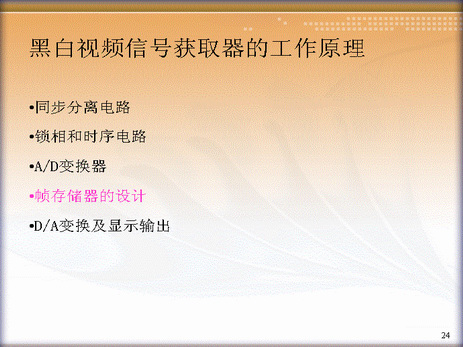 黑白视频信号获取器的工作原理
•同步分离电路
•锁相和时序电路
•A/D变换器
•帧存储器的设计
•D/A变换及显示输出
24